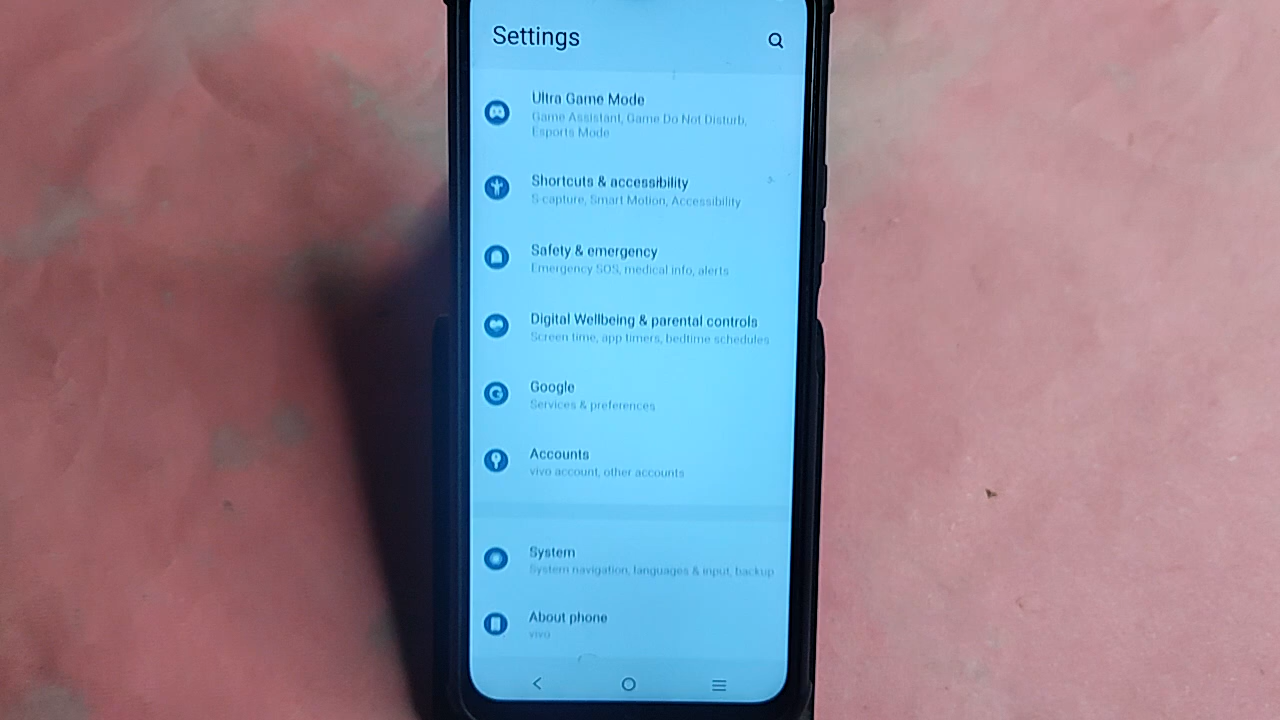 Settings
Ultra Game Mode
Game Assistant, Game Do Not Disturb,
Esports Mode
Shortcuts & accessibility
S-capture, Smart Motion, Accessibility
Safety & emergency
Emergency SOS, medical info, alerts
Digital Wellbeing & parental controls
Screen time, app timers, bedtime schedules
Google
Services & preferences
Accounts
vivo account, other accounts
System
System navigation, languages & input, backup
About phone
vivo